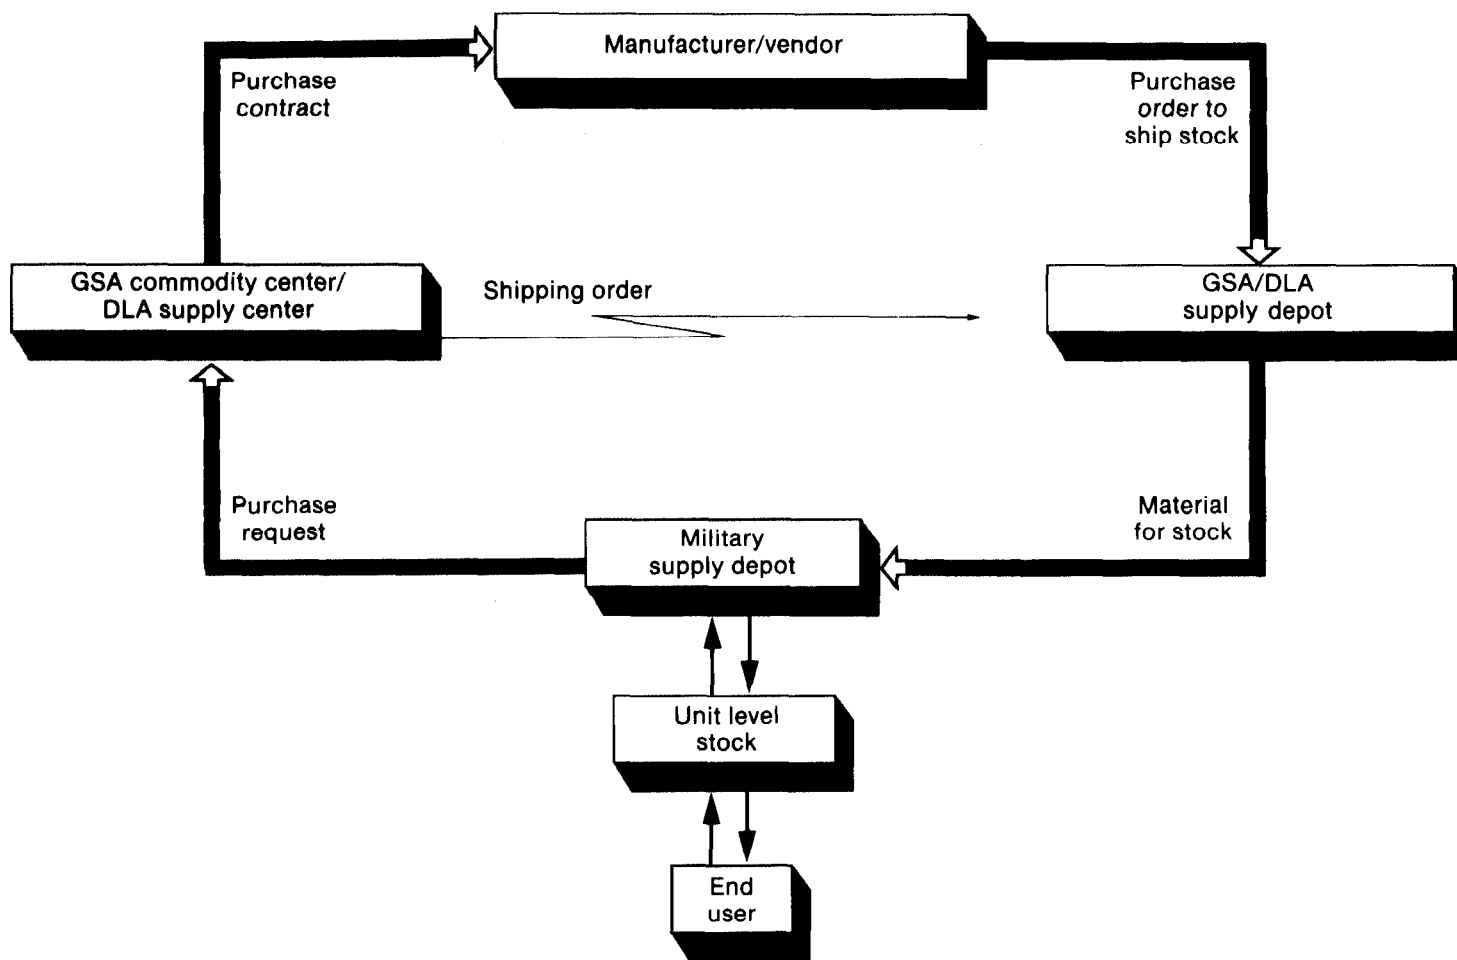 Manufacturer/vendor
Purchase
contract
Purchase
order to
ship stock
GSA commodity center/
DLA supply center
Shipping order
GSA/DLA
supply depot
Purchase
request
Military
supply depot
Material
for stock
Unit level
stock
End
user